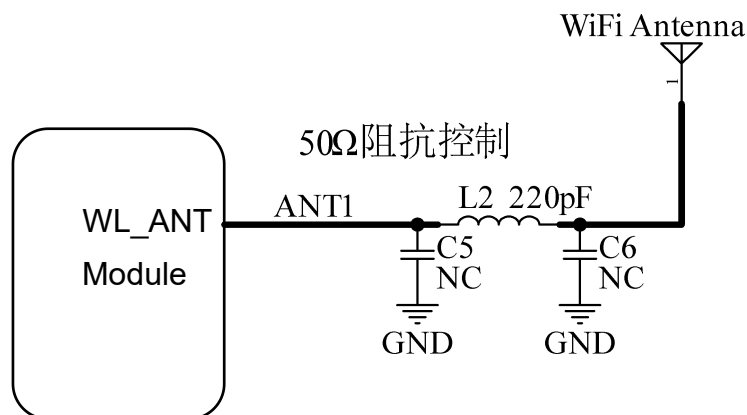 WiFi Antenna
1
50Ω阻抗控制
WL_ANT
Module
ANT1
L2 220pF
C5
NC
C6
NC
GND
GND